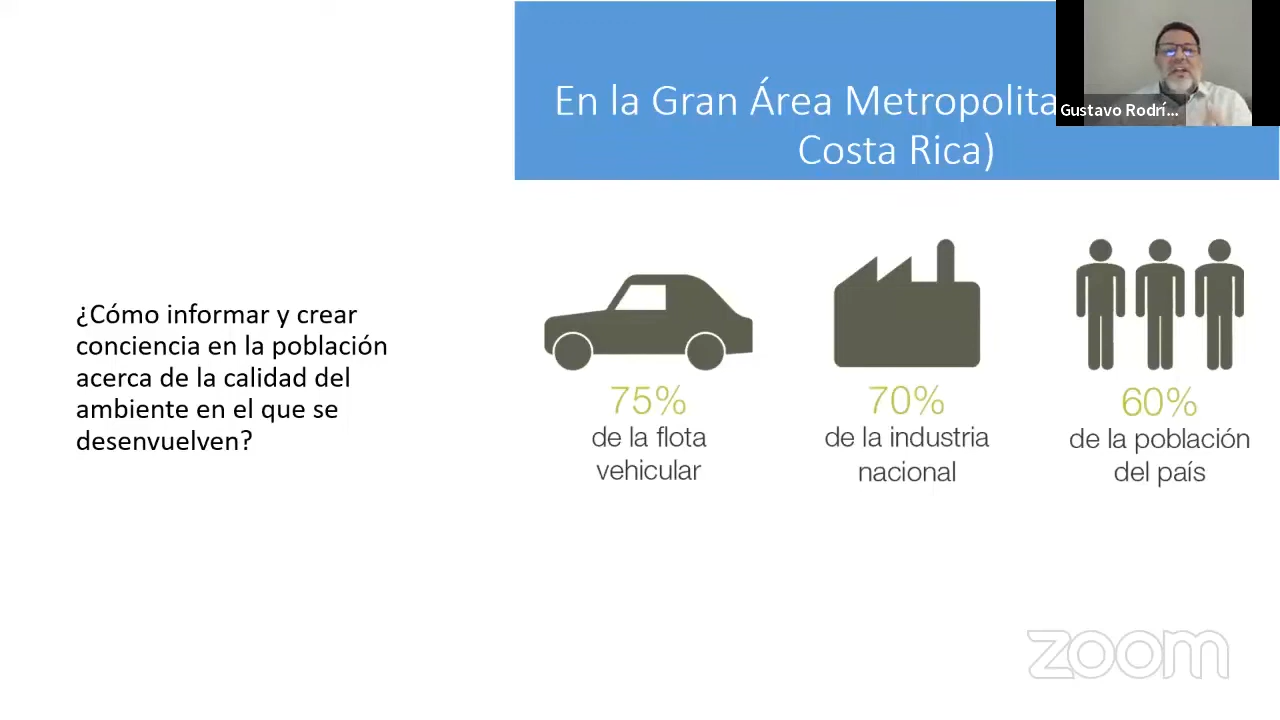 En la Gran Área Metropolita
Costa Rica)
Gustavo Rodrí...
¿Cómo informar y crear
conciencia en la población
acerca de la calidad del
ambiente en el que se
desenvuelven?
75%
de la flota
vehicular
70%
de la industria
nacional
60%
de la población
del país
zoom